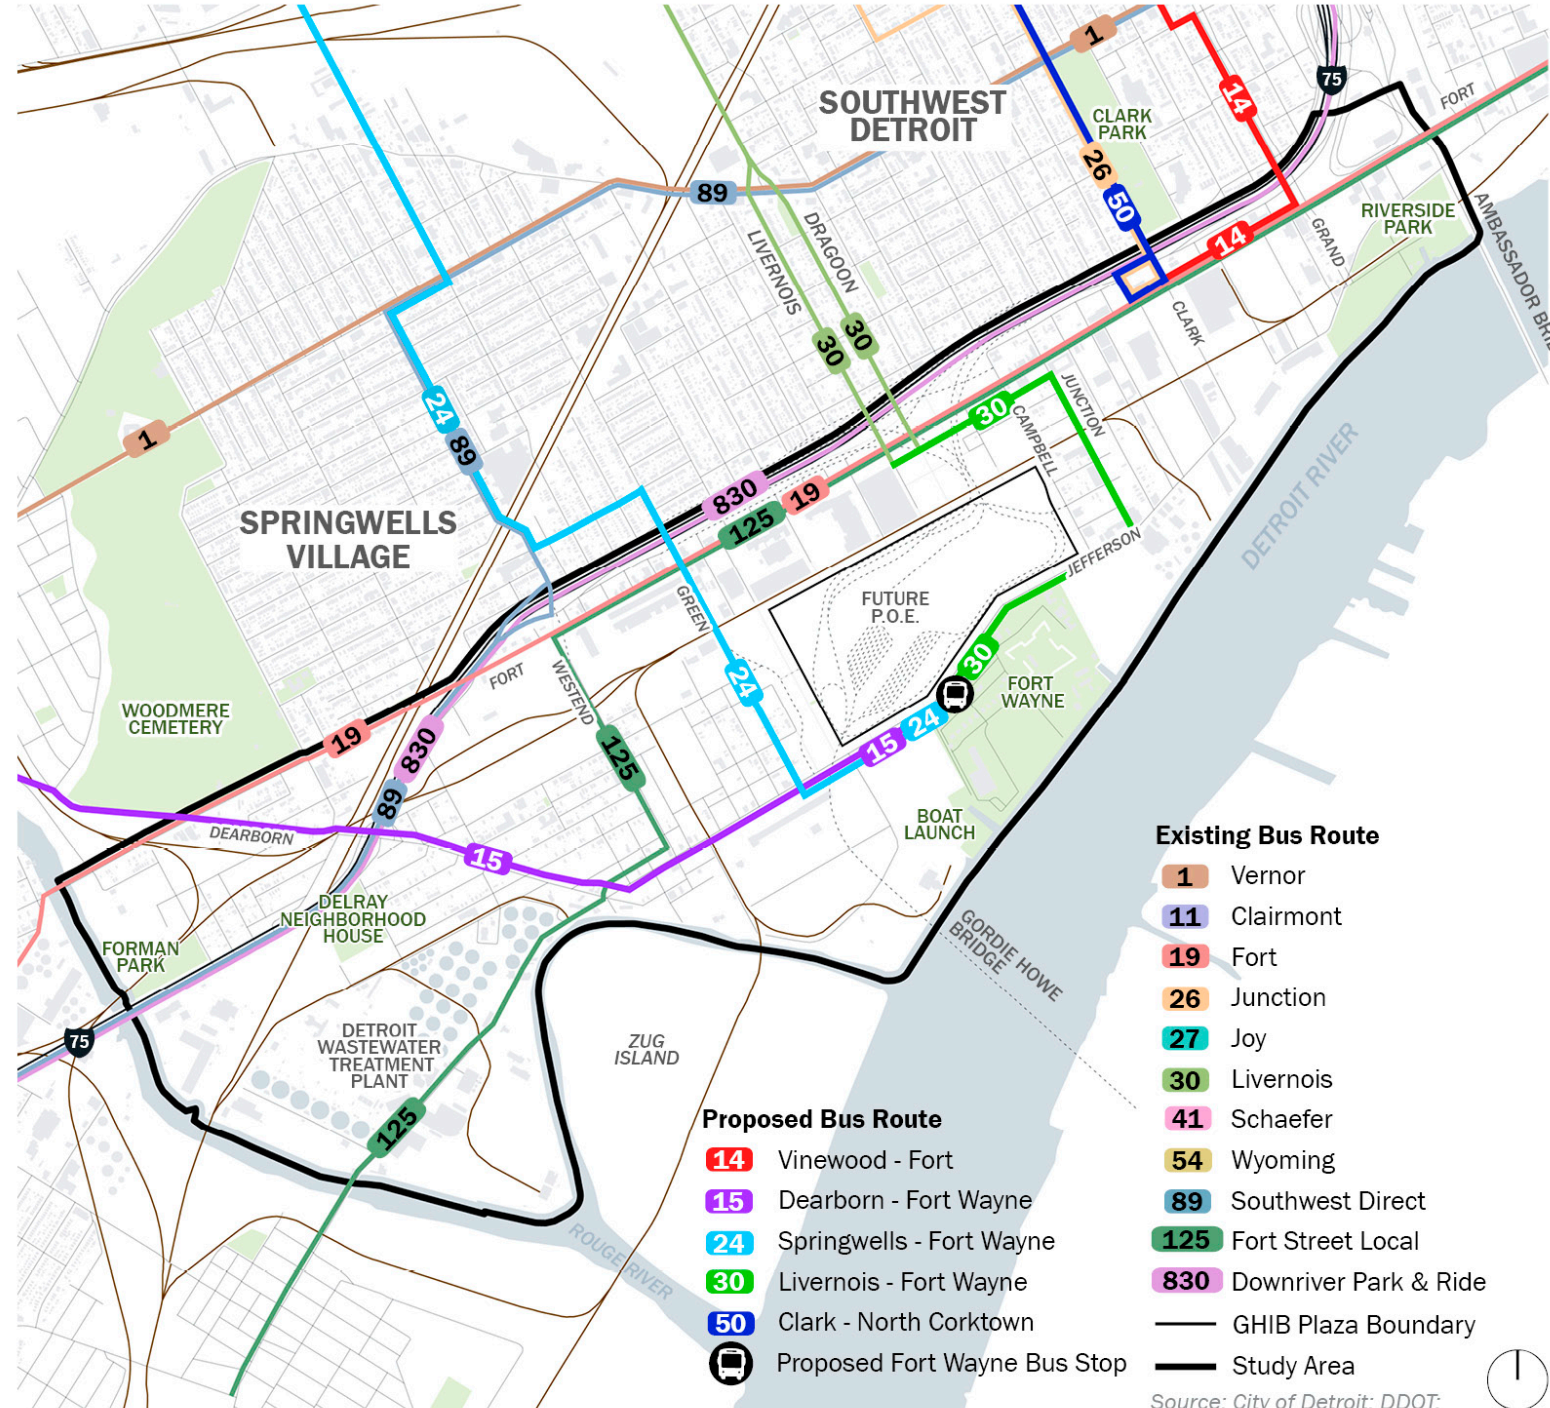 1
75
FORT
SOUTHWEST
DETROIT
CLARK
PARK
14
26
50
89
RIVERSIDE
PARK
GRAND
AMBASSADOR
14
DRAGOON
LIVERNOIS
CLARK
30
30
24
89
1
30
JUNCTION
CAMPBELL
DETROIT RIVER
830
19
125
SPRINGWELLS
VILLAGE
JEFFERSON
FUTURE
P.O.E.
GREEN
30
FORT
WESTEND
24
FORT
WAYNE
WOODMERE
CEMETERY
24
15
19
830
125
89
BOAT
LAUNCH
DEARBORN
15
DELRAY
NEIGHBORHOOD
HOUSE
FORMAN
PARK
GORDIE HOWE
BRIDGE
75
DETROIT
WASTEWATER
TREATMENT
PLANT
ZUG
ISLAND
125
ROUGE RIVER
Proposed Bus Route
14 Vinewood - Fort
15 Dearborn - Fort Wayne
24 Springwells - Fort Wayne
30 Livernois - Fort Wayne
50 Clark - North Corktown
Proposed Fort Wayne Bus Stop
Existing Bus Route
1 Vernor
11 Clairmont
19 Fort
26 Junction
27 Joy
30 Livernois
41 Schaefer
54 Wyoming
89 Southwest Direct
125 Fort Street Local
830 Downriver Park & Ride
GHIB Plaza Boundary
Study Area
Source: City of Detroit; DDOT;